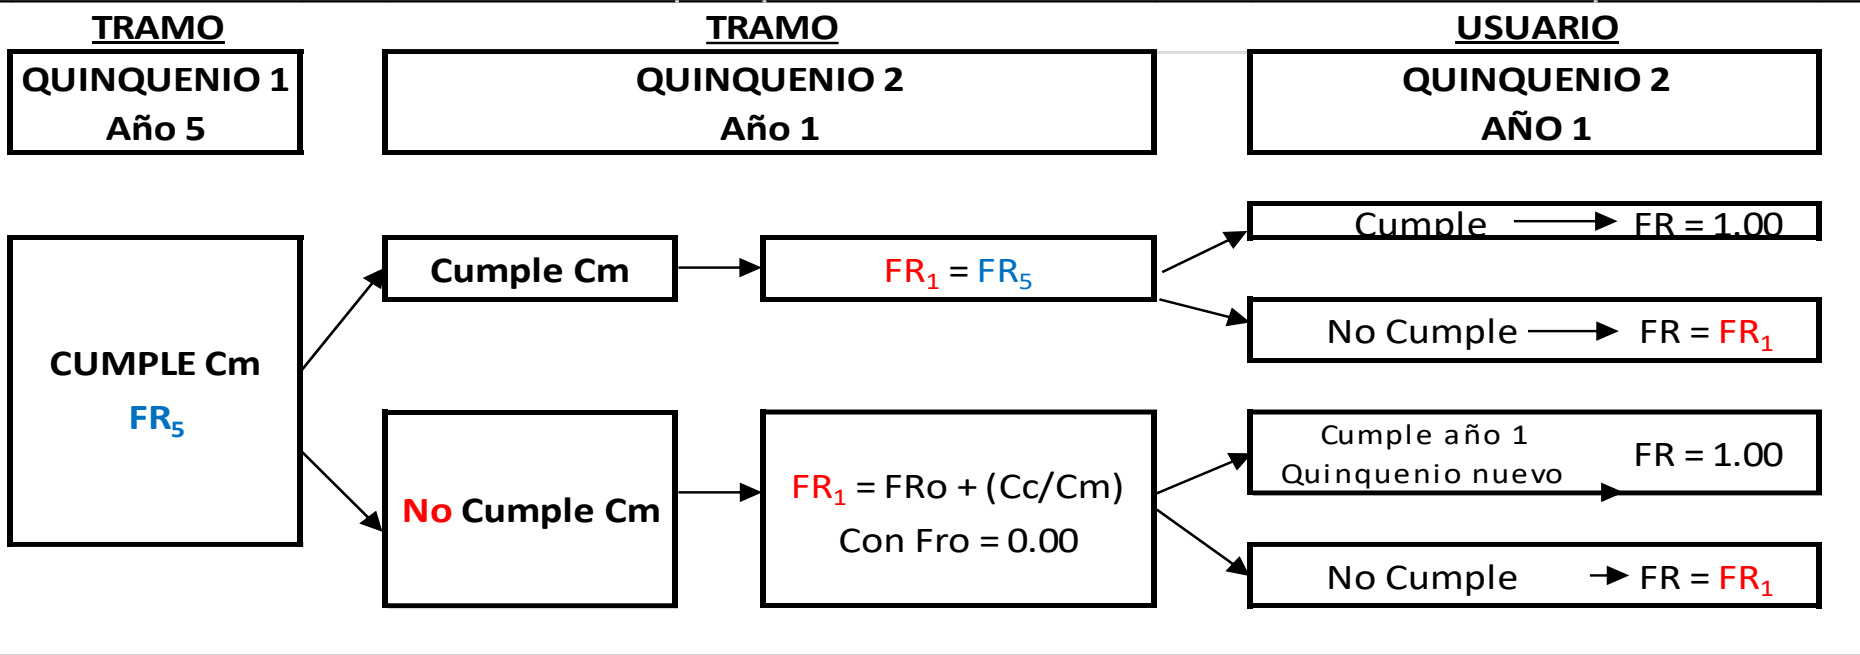 TRAMO
QUINQUENIO 1
Año 5
TRAMO
QUINQUENIO 2
Año 1
USUARIO
QUINQUENIO 2
AÑO 1
CUMPLE Cm
FR5
Cumple Cm
FR1 = FR5
Cumple FR = 1.00
No Cumple FR = FR1
No Cumple Cm
FR1 = FRo + (Cc/Cm)
Con Fro = 0.00
Cumple año 1
Quinquenio nuevo
FR = 1.00
No Cumple FR = FR1